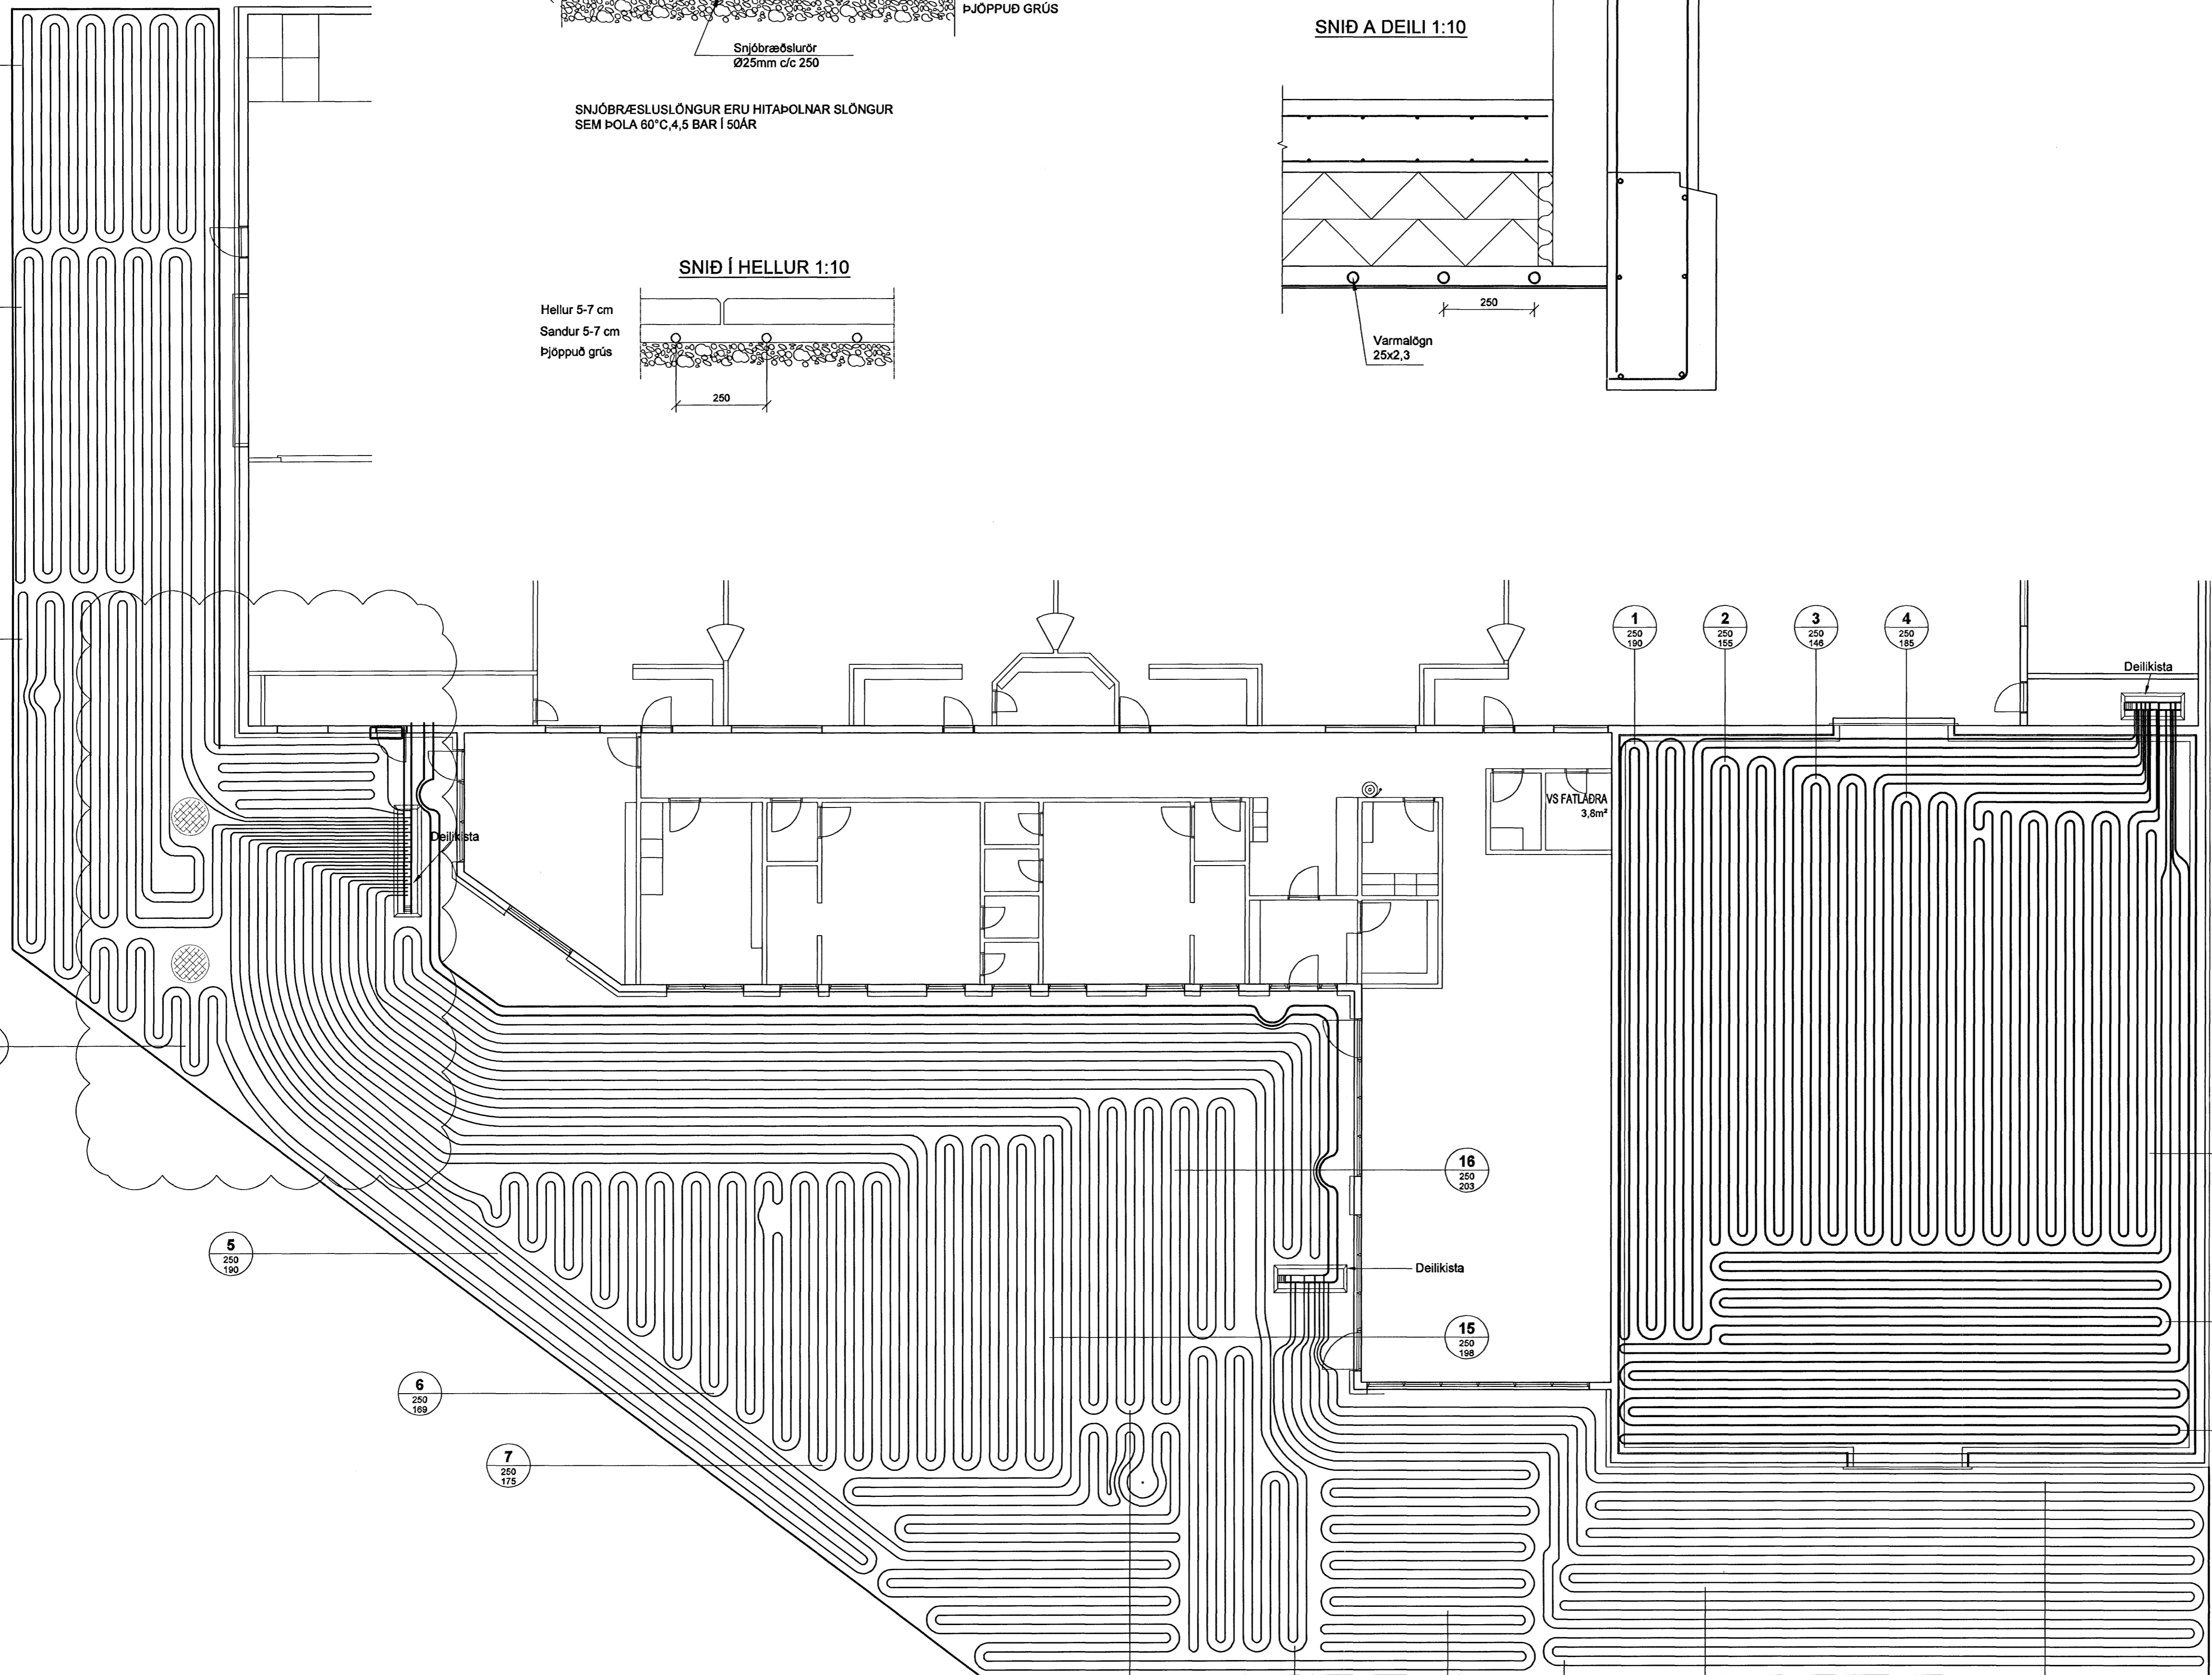 ÞJÖPPUÐ GRÚS
Snjóbræðslurör
Ø25mm c/c 250
SNJÓBRÆSLUSLÖNGUR ERU HITAÞOLNAR SLÖNGUR
SEM ÞOLA 60°C,4,5 BAR Í 50ÁR
SNIÐ A DEILI 1:10
250
Varmalögn
25x2,3
SNIÐ Í HELLUR 1:10
Hellur 5-7 cm
Sandur 5-7 cm
Þjöppuð grús
250
1
250
190
2
250
155
3
250
146
4
250
185
Deilikista
VS FATLAÐRA
3,8m²
Deilikista
16
250
203
5
250
190
Deilikista
15
250
198
6
250
169
7
250
175